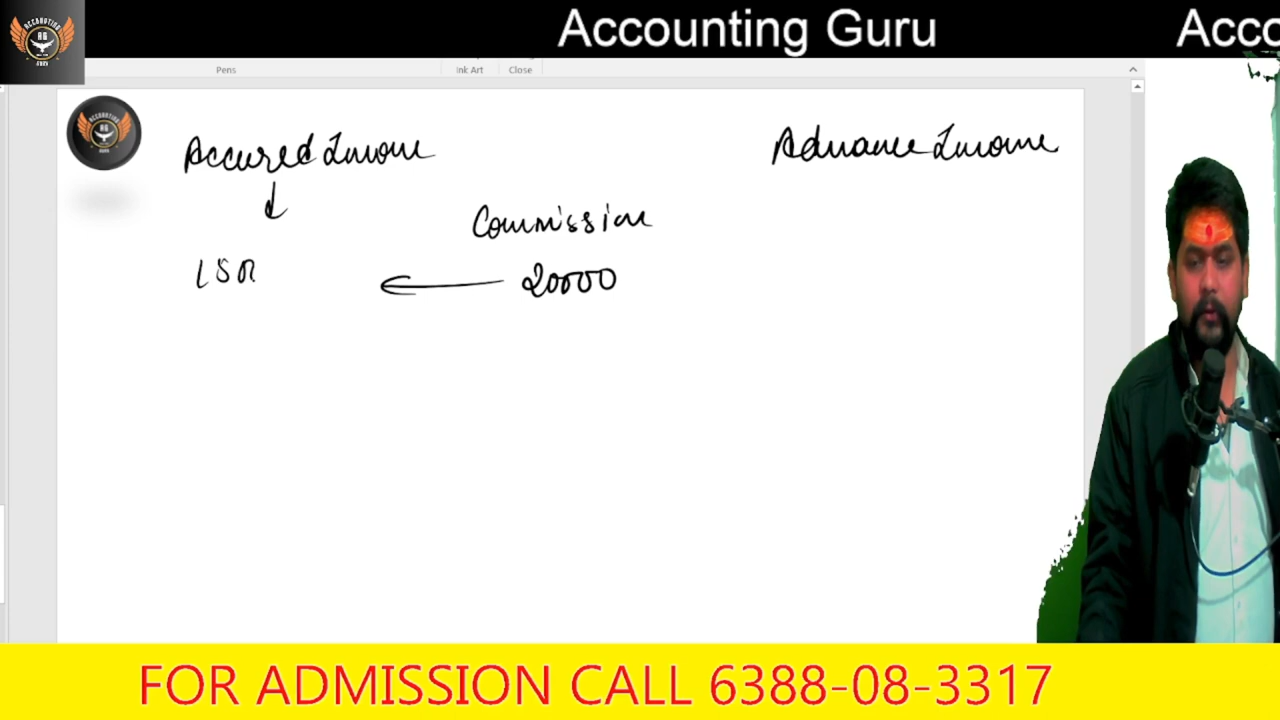 Accounting Guru
Acco
Pens
Ink Art
Close
Accured Income
Advance Income
Commission
20000
FOR ADMISSION CALL 6388-08-3317